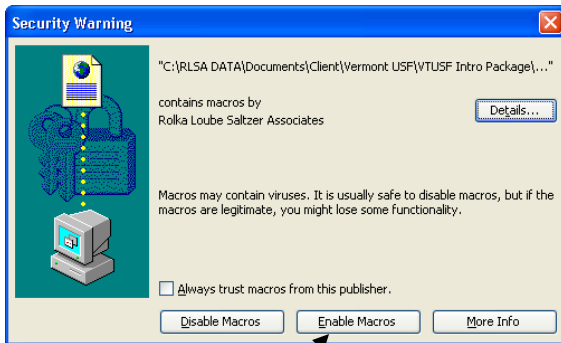 Security Warning
"C:\RLSA DATA\Documents\Client\Vermont USF\VTUSF Intro Package\..."
contains macros by
Rolka Loube Saltzer Associates
Details...
Macros may contain viruses. It is usually safe to disable macros, but if the
macros are legitimate, you might lose some functionality.
Always trust macros from this publisher.
Disable Macros
Enable Macros
More Info